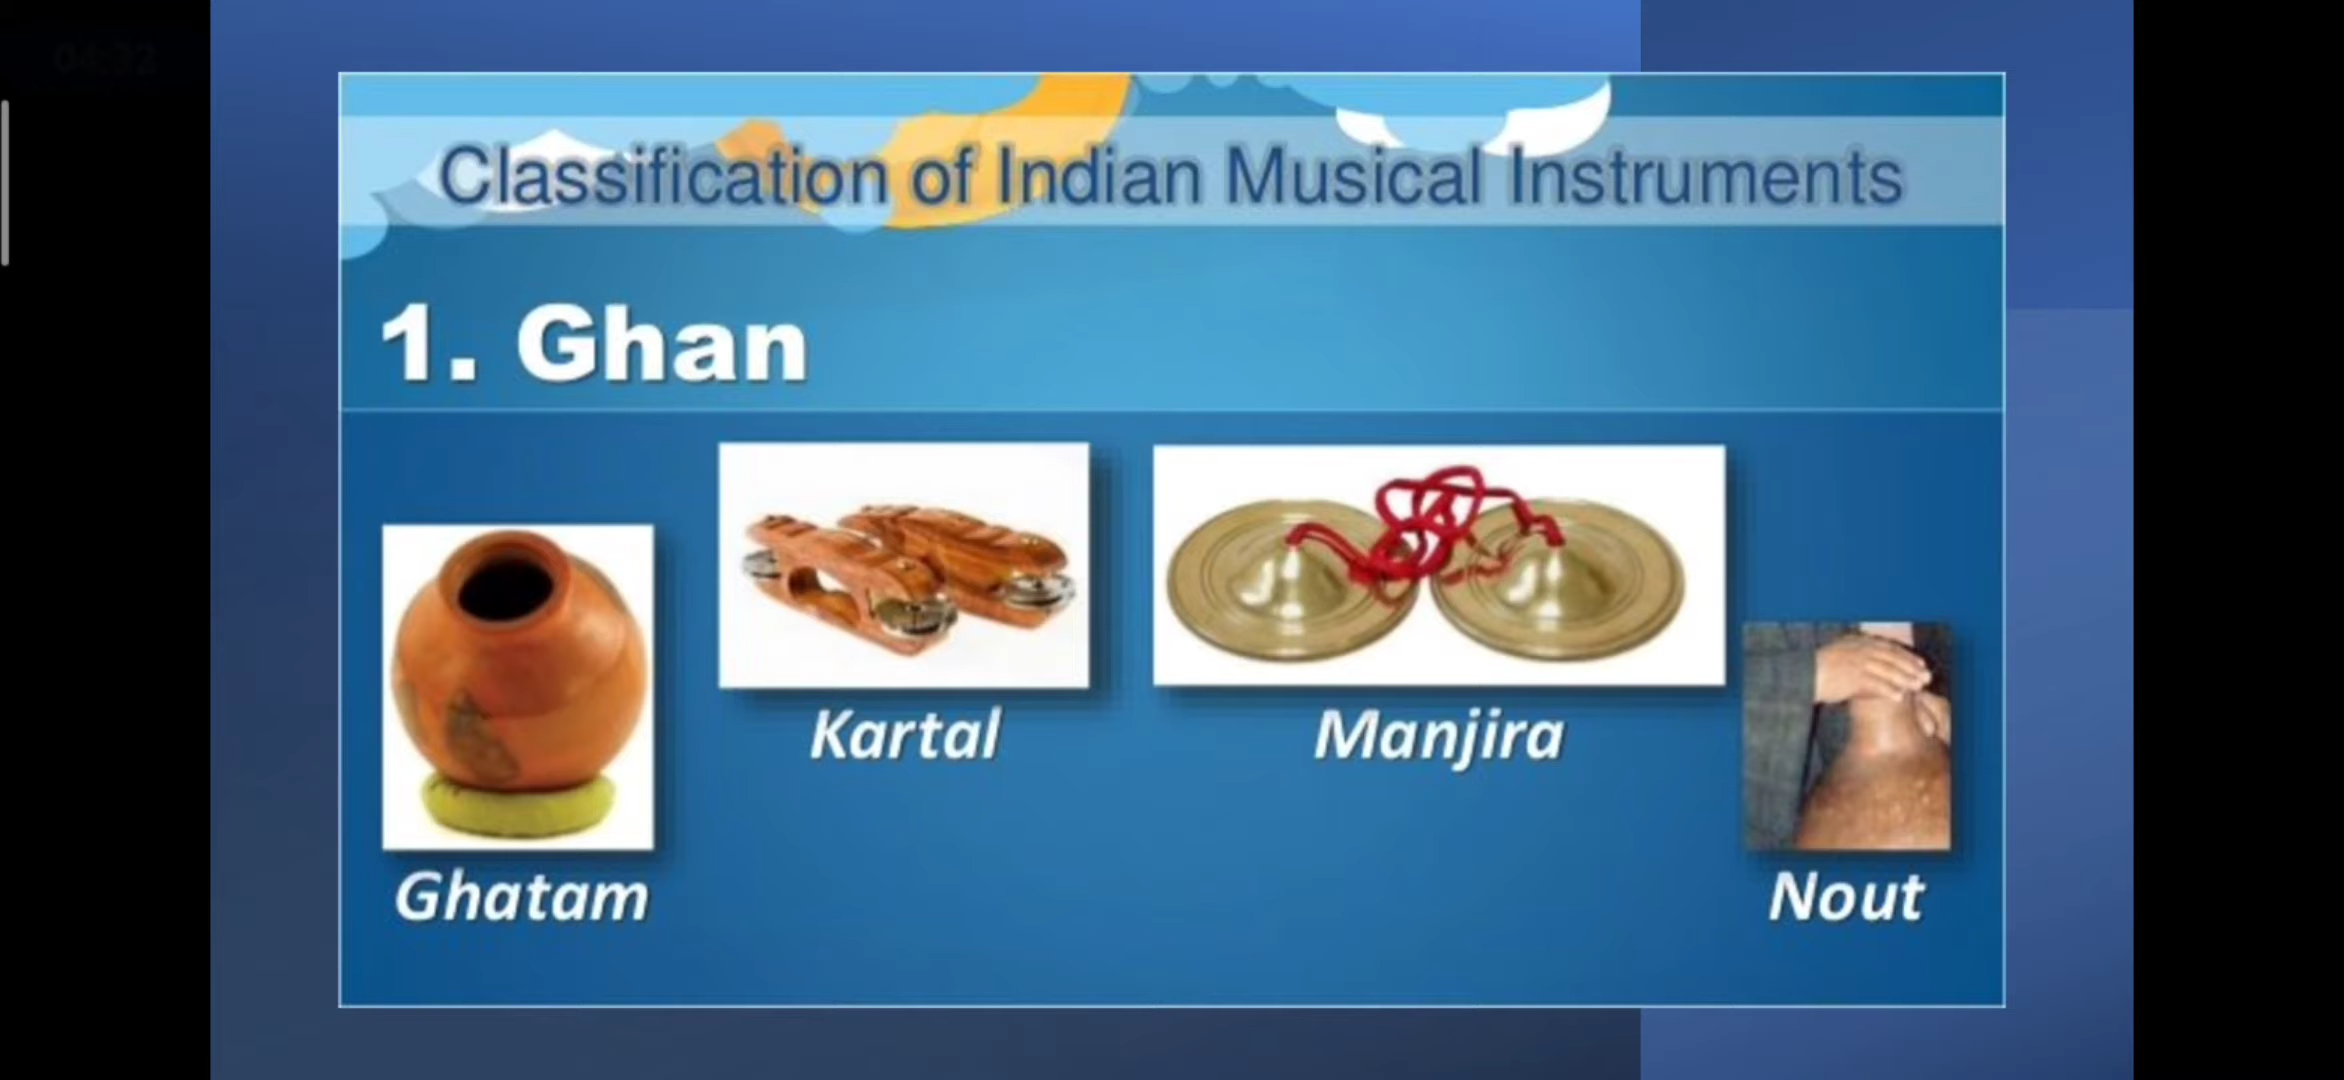 Classification of Indian Musical Instruments
1. Ghan
Kartal
Manjira
Ghatam
Nout